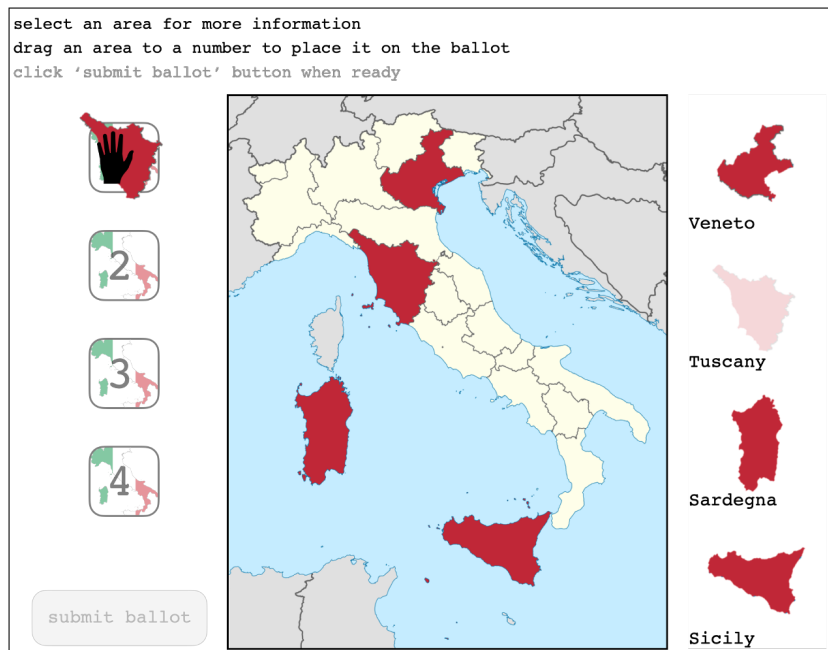 select an area for more information
drag an area to a number to place it on the ballot
click ‘submit ballot’ button when ready
Veneto
2
Tuscany
3
Sardegna
4
submit ballot
Sicily